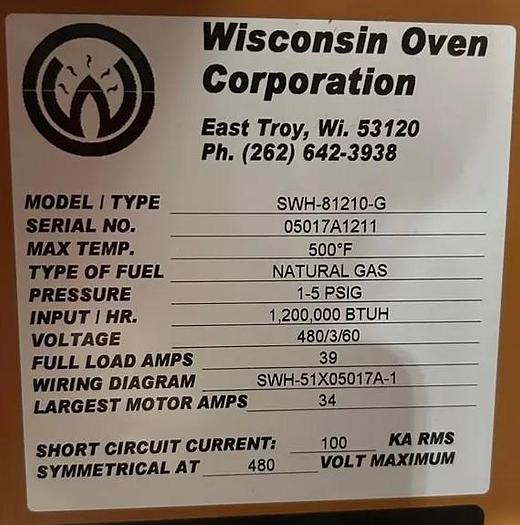 Wisconsin Oven
Corporation
East Troy, Wi. 53120
Ph. (262) 642-3938
MODEL / TYPE SWH-81210-G
SERIAL NO. 05017A1211
MAX TEMP. 500°F
TYPE OF FUEL NATURAL GAS
PRESSURE 1-5 PSIG
INPUT / HR. 1,200,000 BTUH
VOLTAGE 480/3/60
FULL LOAD AMPS 39
WIRING DIAGRAM SWH-51X05017A-1
LARGEST MOTOR AMPS 34
SHORT CIRCUIT CURRENT: 100 KA RMS
SYMMETRICAL AT 480 VOLT MAXIMUM